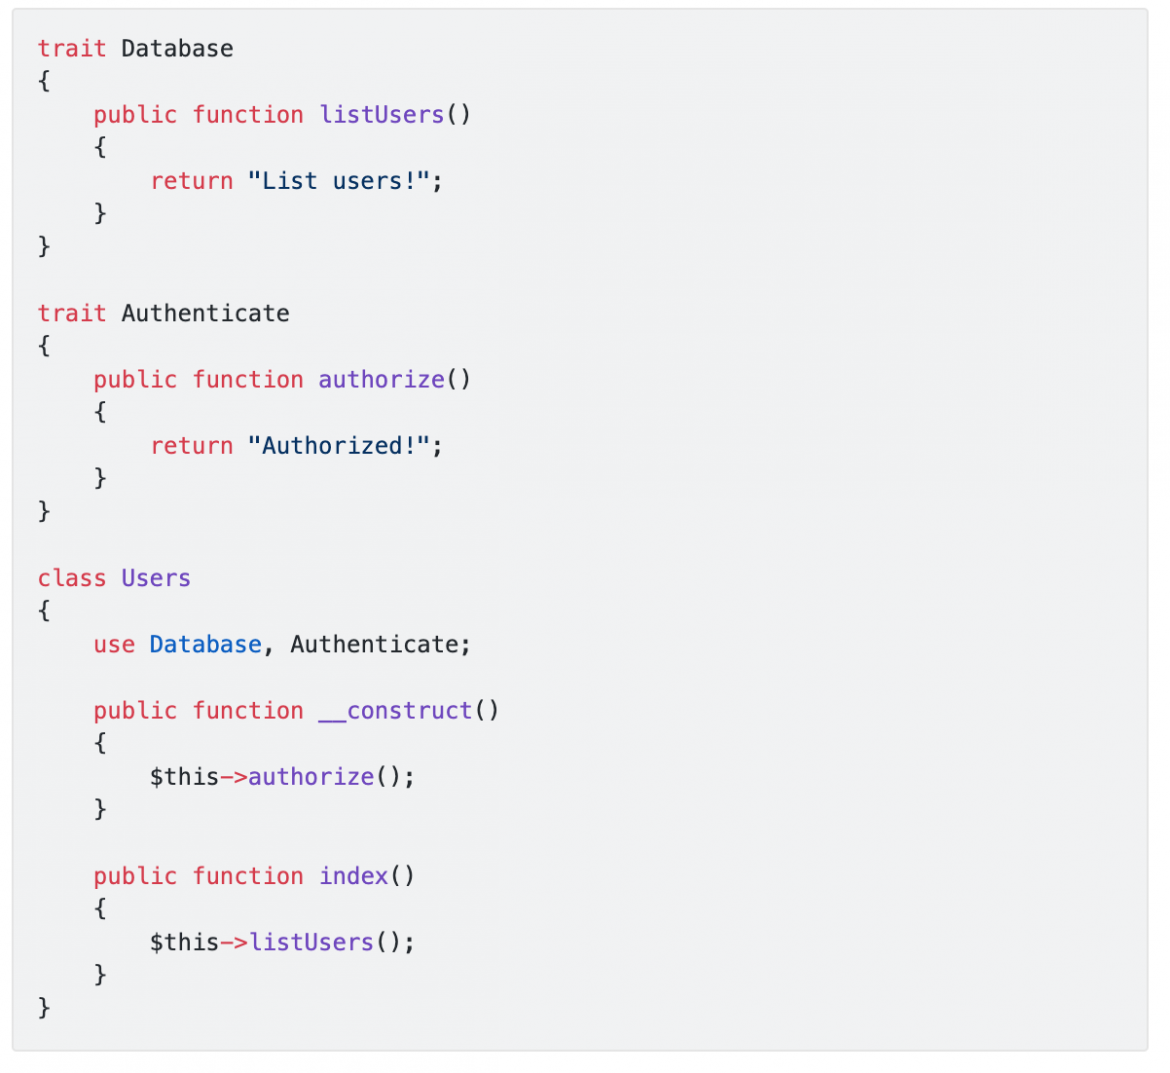 trait Database
{
    public function listUsers()
    {
        return "List users!";
    }
}

trait Authenticate
{
    public function authorize()
    {
        return "Authorized!";
    }
}

class Users
{
    use Database, Authenticate;

    public function __construct()
    {
        $this->authorize();
    }

    public function index()
    {
        $this->listUsers();
    }
}